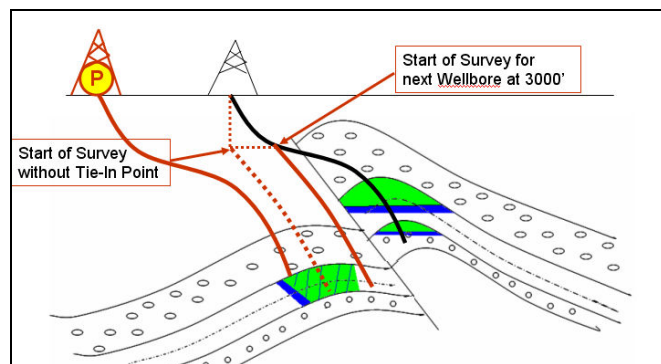 P
Start of Survey for
next Wellbore at 3000'
Start of Survey
without Tie-In Point